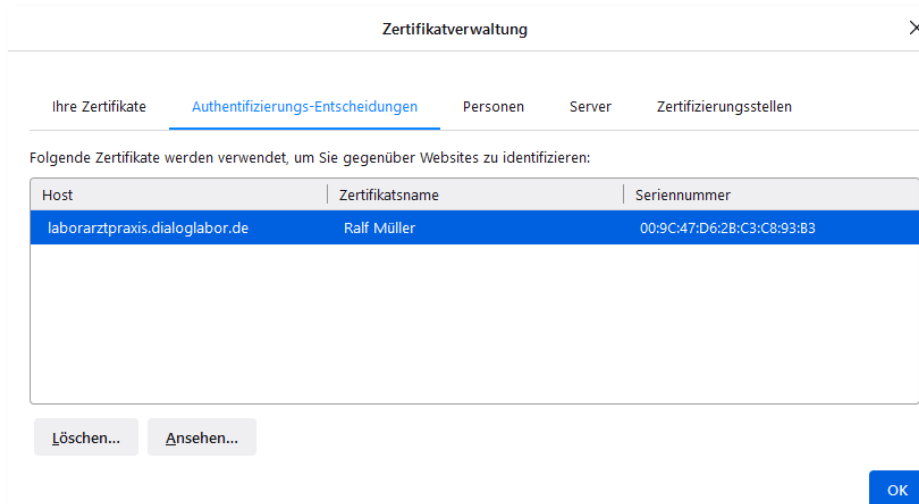 Zertifikatverwaltung
Ihre Zertifikate Authentifizierungs-Entscheidungen Personen Server Zertifizierungsstellen
Folgende Zertifikate werden verwendet, um Sie gegenüber Websites zu identifizieren:
Host Zertifikatsname Seriennummer
laborarztpraxis.dialoglabor.de Ralf Müller 00:9C:47:D6:2B:C3:C8:93:B3
Löschen... Ansehen...
OK